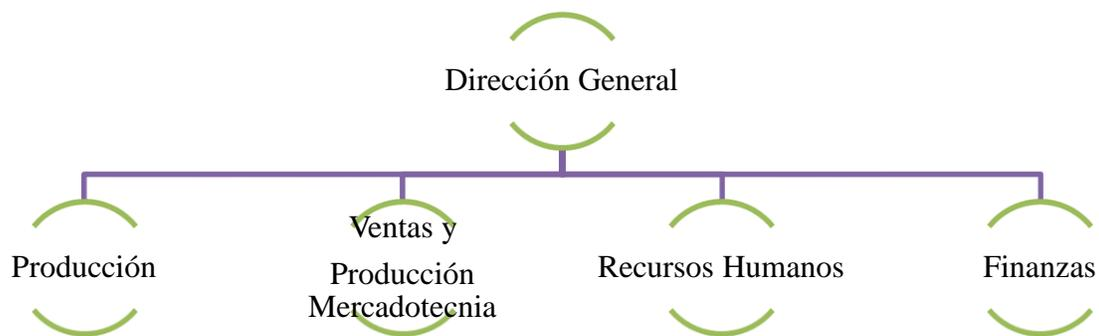 Dirección General
Producción
Ventas y
Producción
Mercadotecnia
Recursos Humanos
Finanzas